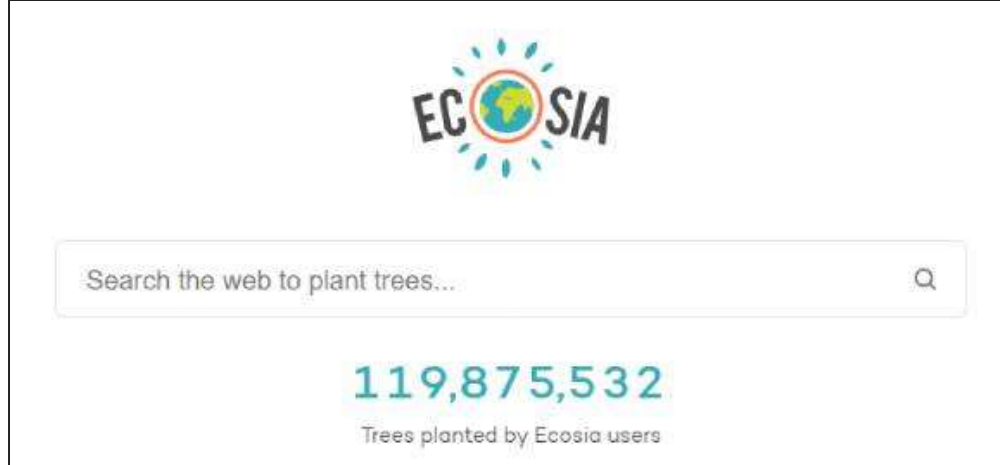 ECOSIA
Search the web to plant trees...
119,875,532
Trees planted by Ecosia users